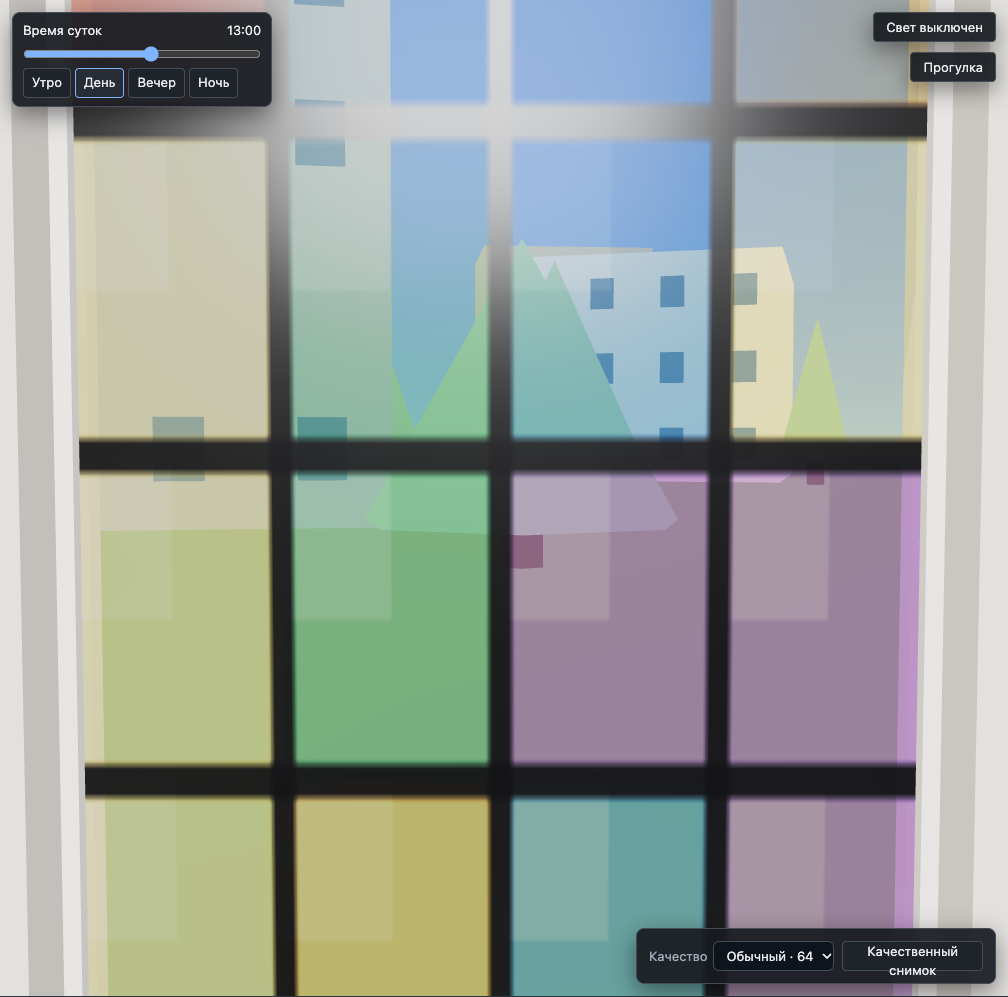 Время суток 13:00
Утро День Вечер Ночь
Свет выключен
Прогулка
Качество Обычный · 64 Качественный
снимок